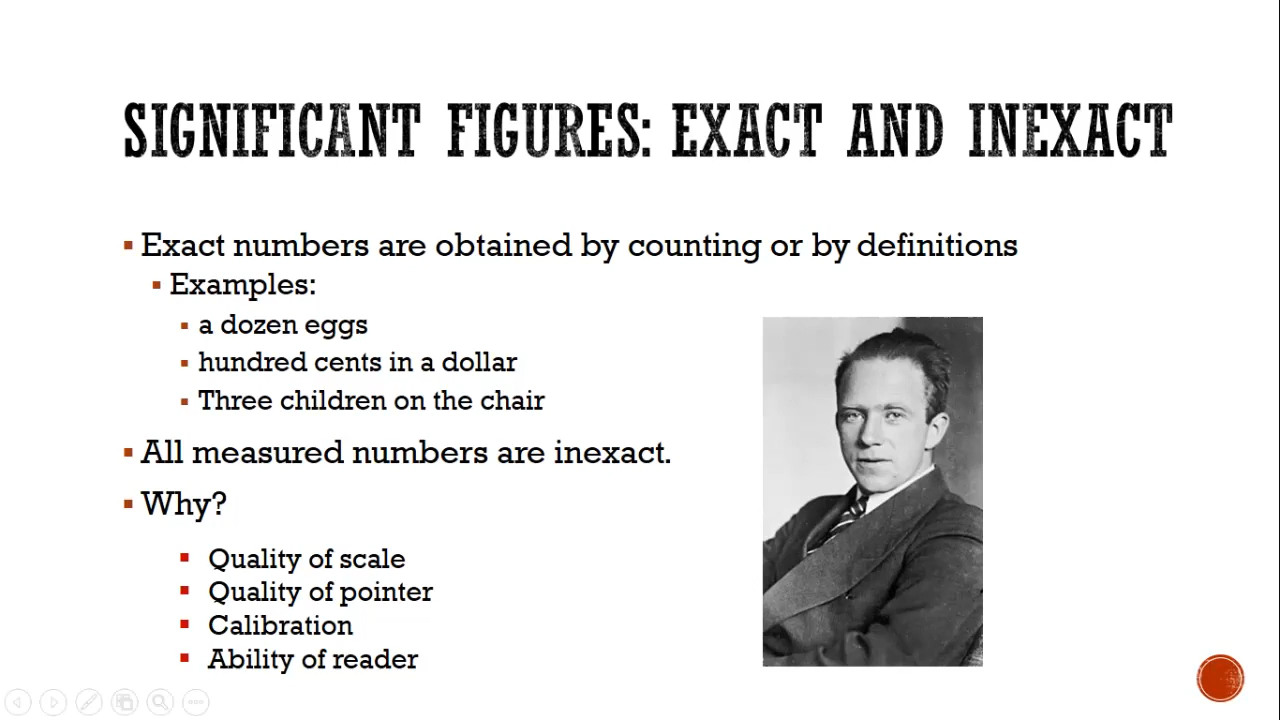 SIGNIFICANT FIGURES: EXACT AND INEXACT
Exact numbers are obtained by counting or by definitions
Examples:
a dozen eggs
hundred cents in a dollar
Three children on the chair
All measured numbers are inexact.
Why?
Quality of scale
Quality of pointer
Calibration
Ability of reader